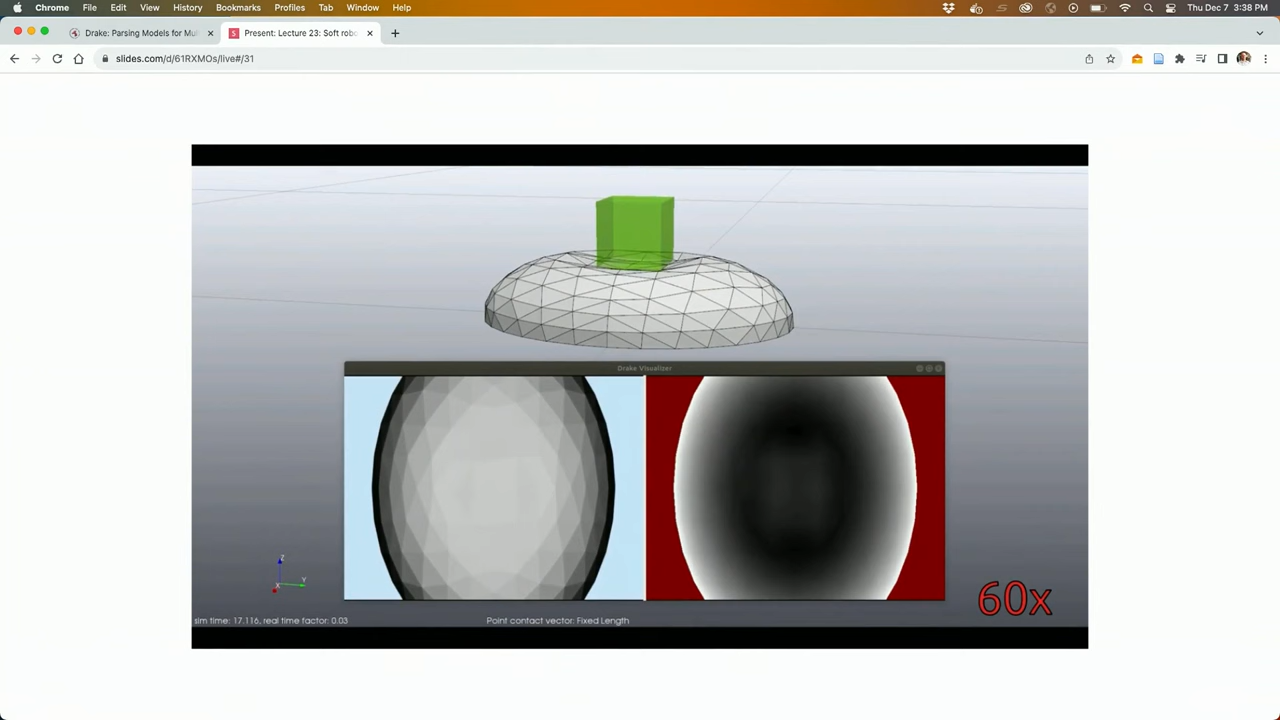 Chrome File Edit View History Bookmarks Profiles Tab Window Help Thu Dec 7 3:38 PM
Drake: Parsing Models for Mul Present: Lecture 23: Soft robo
slides.com/d/61RXMOs/live#/31
Drake Visualizer
Z
Y
X
60x
sim time: 17.116, real time factor: 0.03 Point contact vector: Fixed Length